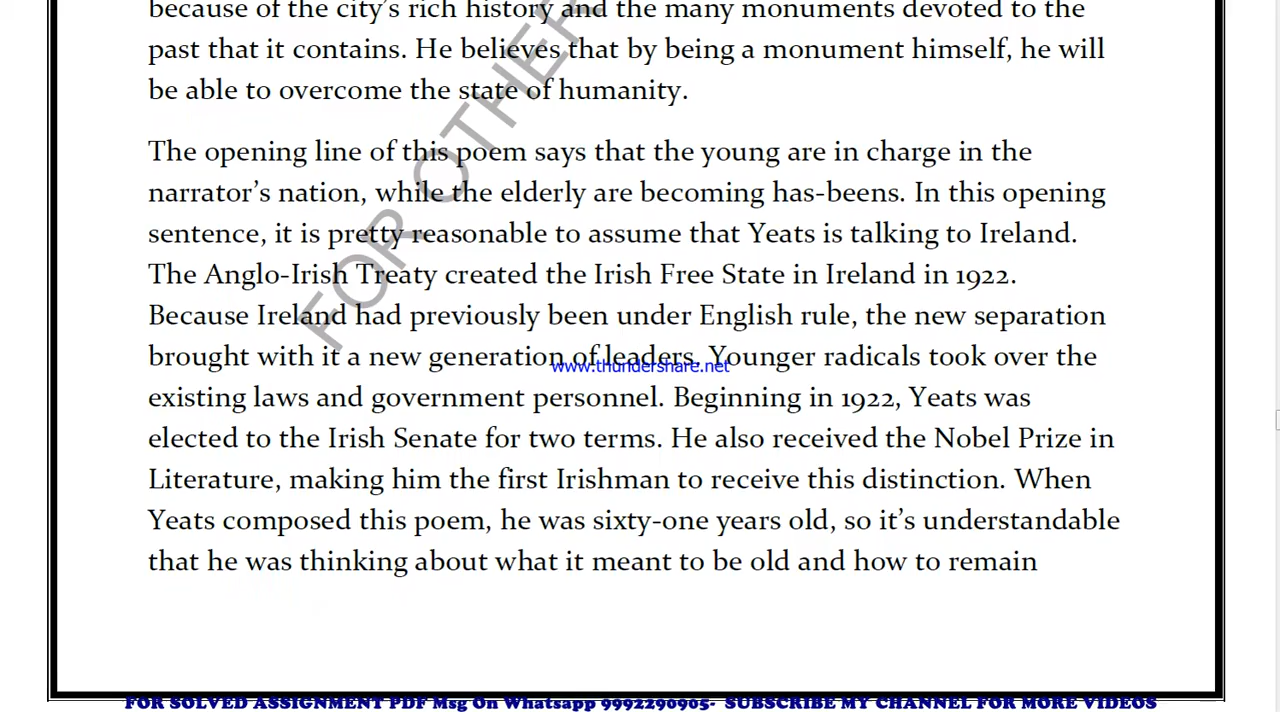 because of the city's rich history and the many monuments devoted to the
past that it contains. He believes that by being a monument himself, he will
be able to overcome the state of humanity.
The opening line of this poem says that the young are in charge in the
narrator's nation, while the elderly are becoming has-beens. In this opening
sentence, it is pretty reasonable to assume that Yeats is talking to Ireland.
The Anglo-Irish Treaty created the Irish Free State in Ireland in 1922.
Because Ireland had previously been under English rule, the new separation
brought with it a new generation of leaders. Younger radicals took over the
www.thundershare.net
existing laws and government personnel. Beginning in 1922, Yeats was
elected to the Irish Senate for two terms. He also received the Nobel Prize in
Literature, making him the first Irishman to receive this distinction. When
Yeats composed this poem, he was sixty-one years old, so it's understandable
that he was thinking about what it meant to be old and how to remain
FOR OTHER
FOR SOLVED ASSIGNMENT PDF Msg On Whatsapp 9992290905- SUBSCRIBE MY CHANNEL FOR MORE VIDEOS